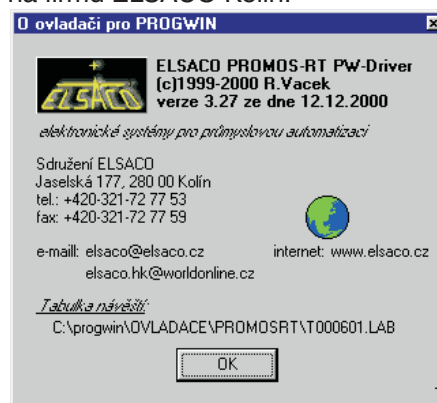 na firmu ELSACO Kolín.
O ovladači pro PROGWIN
ELSACO
ELSACO PROMOS-RT PW-Driver
(c)1999-2000 R.Vacek
verze 3.27 ze dne 12.12.2000
elektronické systémy pro průmyslovou automatizaci
Sdružení ELSACO
Jaselská 177, 280 00 Kolín
tel.: +420-321-72 77 53
fax: +420-321-72 77 59
e-maill: elsaco@elsaco.cz internet: www.elsaco.cz
elsaco.hk@worldonline.cz
Tabulka návěští:
C:\progwin\OVLADACE\PROMOSRT\T000601.LAB
OK